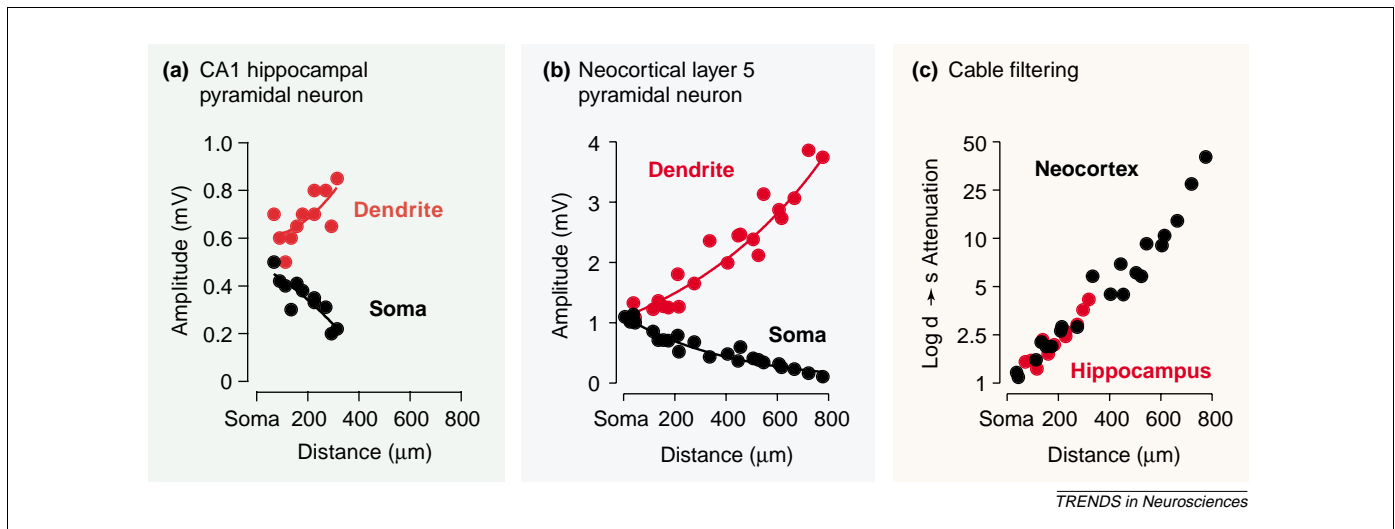 (a) CA1 hippocampal
pyramidal neuron
Amplitude (mV)
1.0
0.8
0.6
0.4
0.2
0
Dendrite
Soma
Soma 200 400 600 800
Distance (μm)
(b) Neocortical layer 5
pyramidal neuron
Amplitude (mV)
4
3
2
1
0
Dendrite
Soma
Soma 200 400 600 800
Distance (μm)
(c) Cable filtering
Log d → s Attenuation
50
25
10
5
2.5
1
Neocortex
Hippocampus
Soma 200 400 600 800
Distance (μm)
TRENDS in Neurosciences